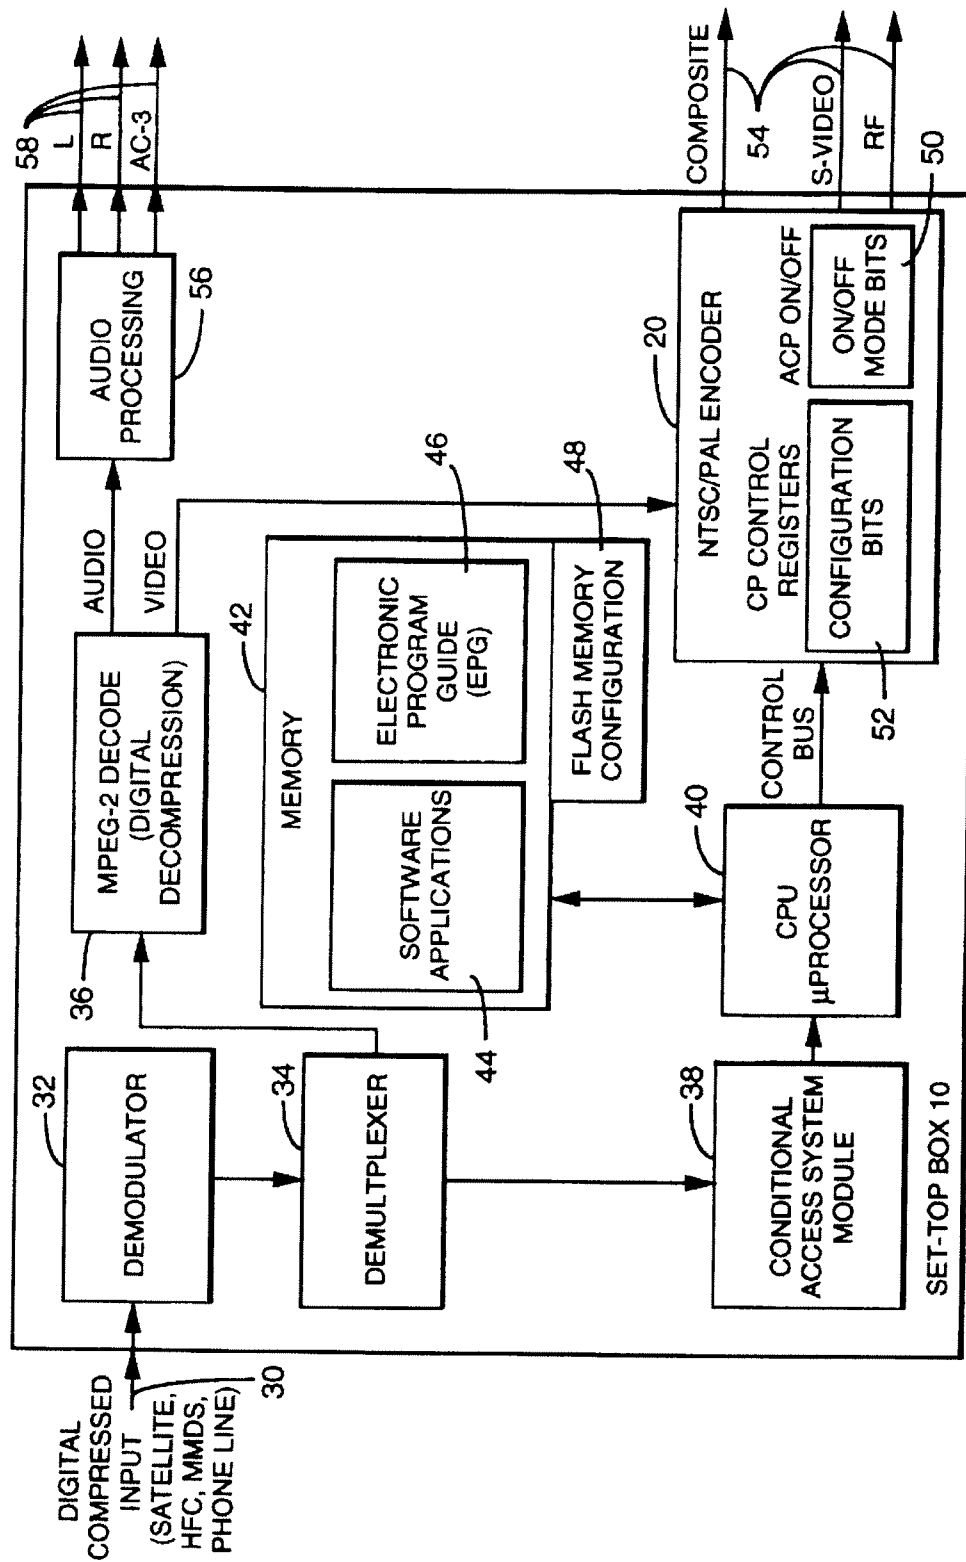 DIGITAL
COMPRESSED
INPUT
(SATELLITE,
HFC, MMDS,
PHONE LINE)
30
32
DEMODULATOR
34
DEMULTPLEXER
36
MPEG-2 DECODE
(DIGITAL
DECOMPRESSION)
AUDIO
VIDEO
AUDIO
PROCESSING
56
58
L
R
AC-3
42
MEMORY
SOFTWARE
APPLICATIONS
44
ELECTRONIC
PROGRAM
GUIDE
(EPG)
46
FLASH MEMORY
CONFIGURATION
48
38
CONDITIONAL
ACCESS SYSTEM
MODULE
40
CPU
µPROCESSOR
CONTROL
BUS
20
NTSC/PAL ENCODER
CP CONTROL
REGISTERS
CONFIGURATION
BITS
52
ACP ON/OFF
ON/OFF
MODE BITS
50
COMPOSITE
54
S-VIDEO
RF
SET-TOP BOX 10